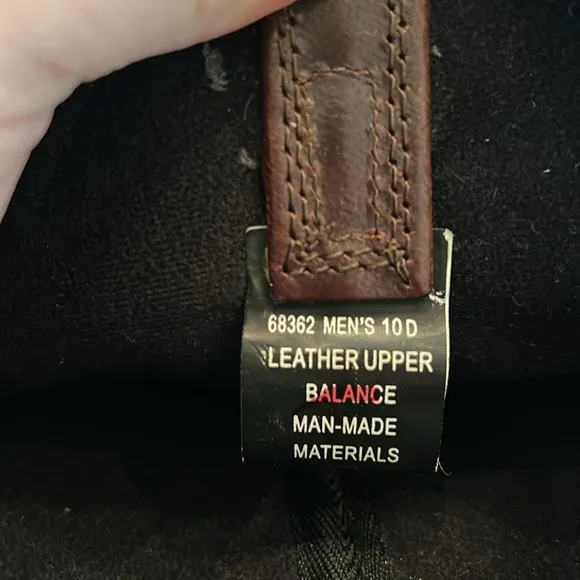 68362 MEN'S 10 D
LEATHER UPPER
BALANCE
MAN-MADE
MATERIALS